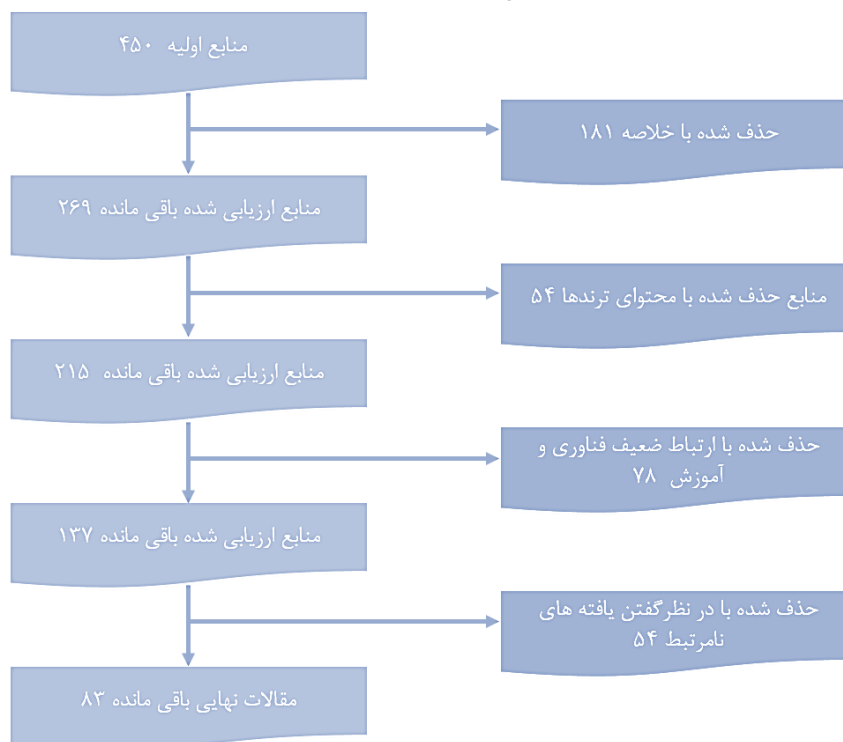 منابع اولیه ۴۵۰
حذف شده با خلاصه ۱۸۱
منابع ارزیابی شده باقی مانده ۲۶۹
منابع حذف شده با محتوای ترندها ۵۴
منابع ارزیابی شده باقی مانده ۲۱۵
حذف شده با ارتباط ضعیف فناوری و
آموزش ۷۸
منابع ارزیابی شده باقی مانده ۱۳۷
حذف شده با در نظرگفتن یافته های
نامرتبط ۵۴
مقالات نهایی باقی مانده ۸۳